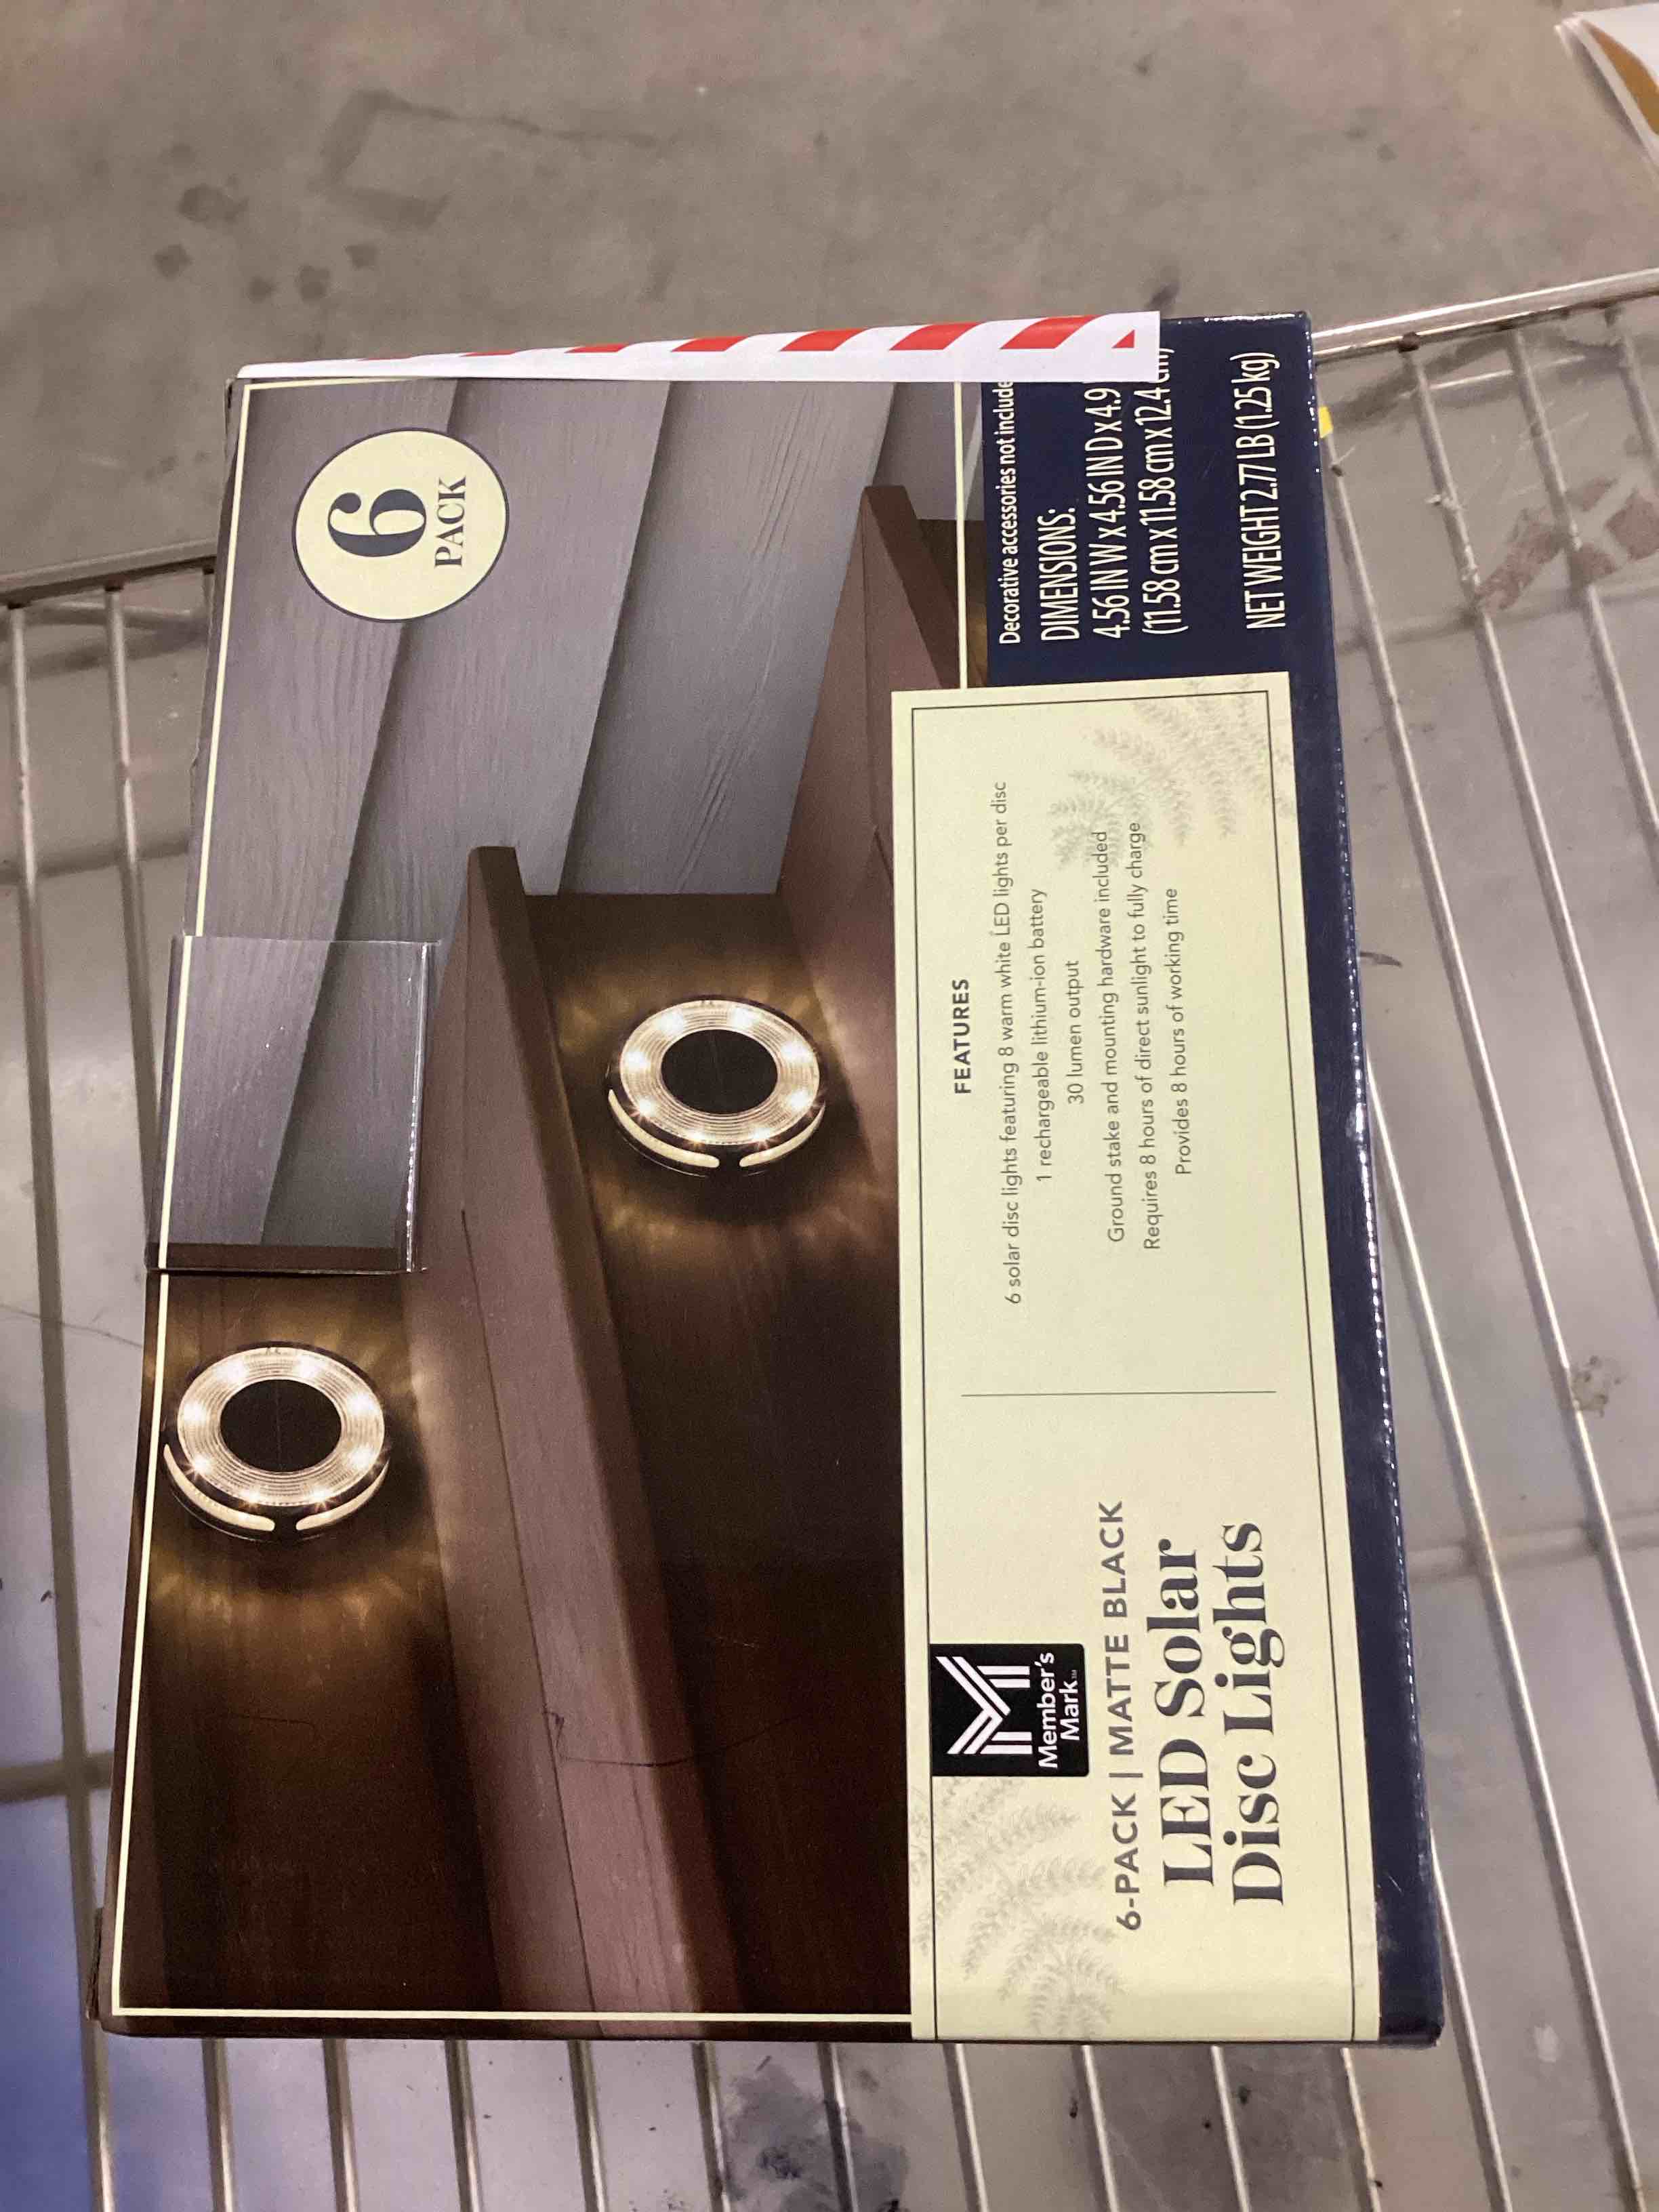 6
PACK
Decorative accessories not include
DIMENSIONS:
4.56 IN W x 4.56 IN D x 4.9
(11.58 cm x 11.58 cm x 12.4 cm)
NET WEIGHT 2.77 LB (1.25 kg)
Member's
Mark™
6-PACK | MATTE BLACK
LED Solar
Disc Lights
FEATURES
6 solar disc lights featuring 8 warm white LED lights per disc
1 rechargeable lithium-ion battery
30 lumen output
Ground stake and mounting hardware included
Requires 8 hours of direct sunlight to fully charge
Provides 8 hours of working time